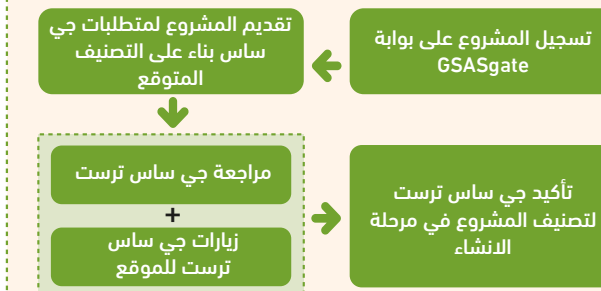 تسجيل المشروع على بوابة
GSASgate
تقديم المشروع لمتطلبات جي
ساس بناء على التصنيف
المتوقع
مراجعة جي ساس ترست
+
زيارات جي ساس
ترست للموقع
تأكيد جي ساس ترست
لتصنيف المشروع في مرحلة
الانشاء